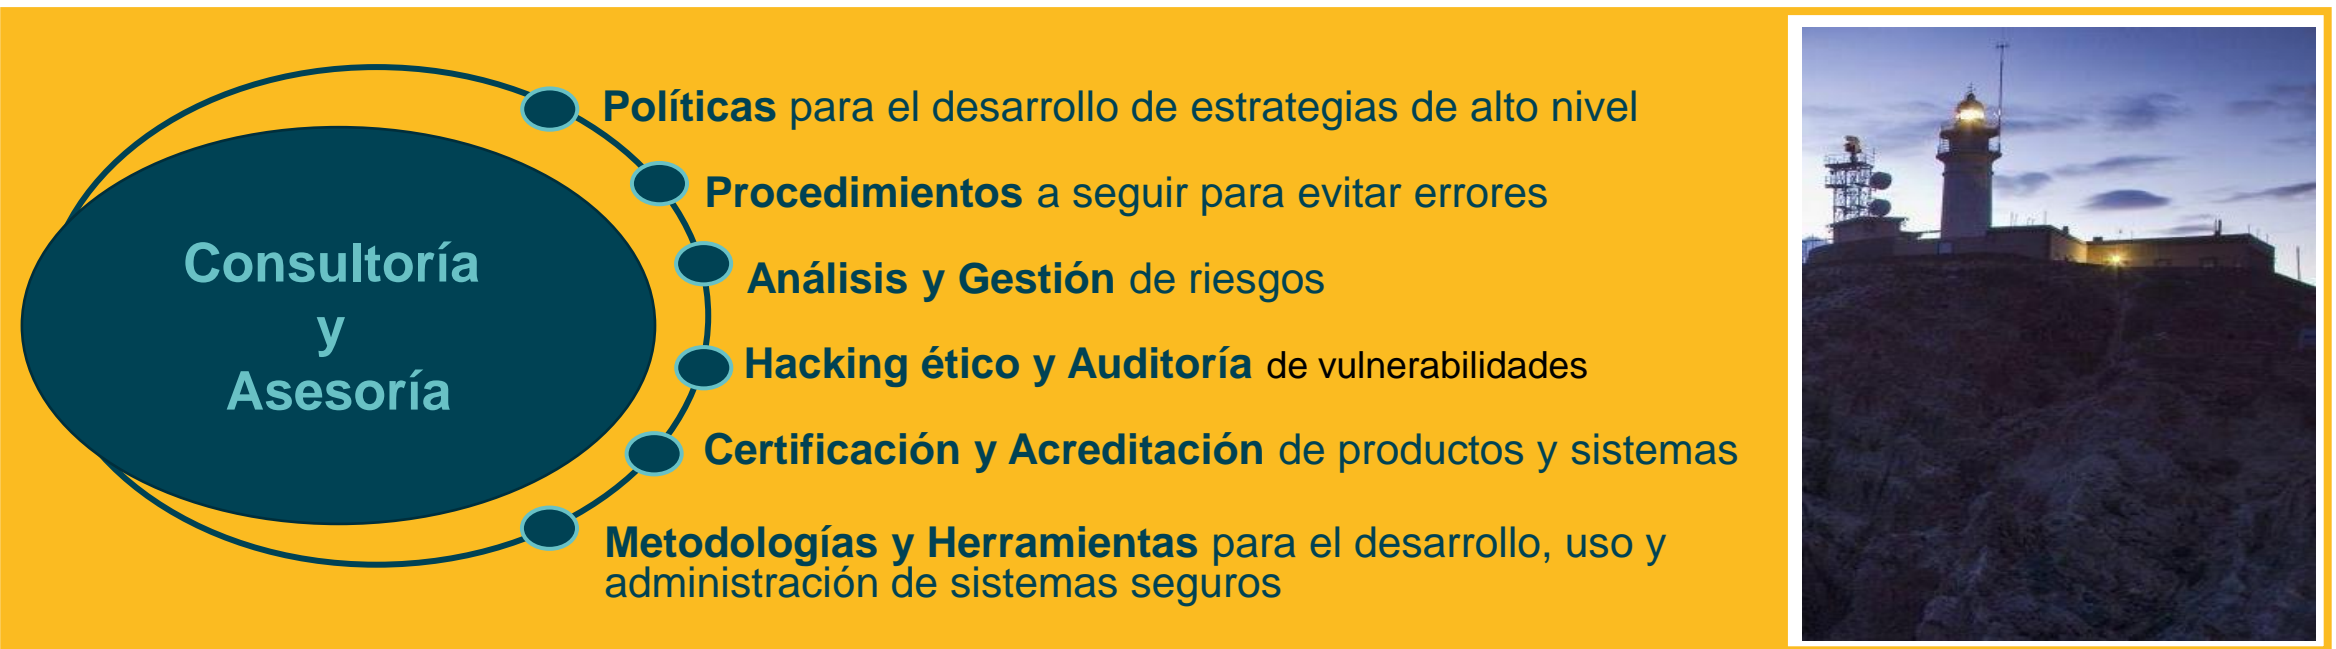 Consultoría
y
Asesoría
Políticas para el desarrollo de estrategias de alto nivel
Procedimientos a seguir para evitar errores
Análisis y Gestión de riesgos
Hacking ético y Auditoría de vulnerabilidades
Certificación y Acreditación de productos y sistemas
Metodologías y Herramientas para el desarrollo, uso y
administración de sistemas seguros